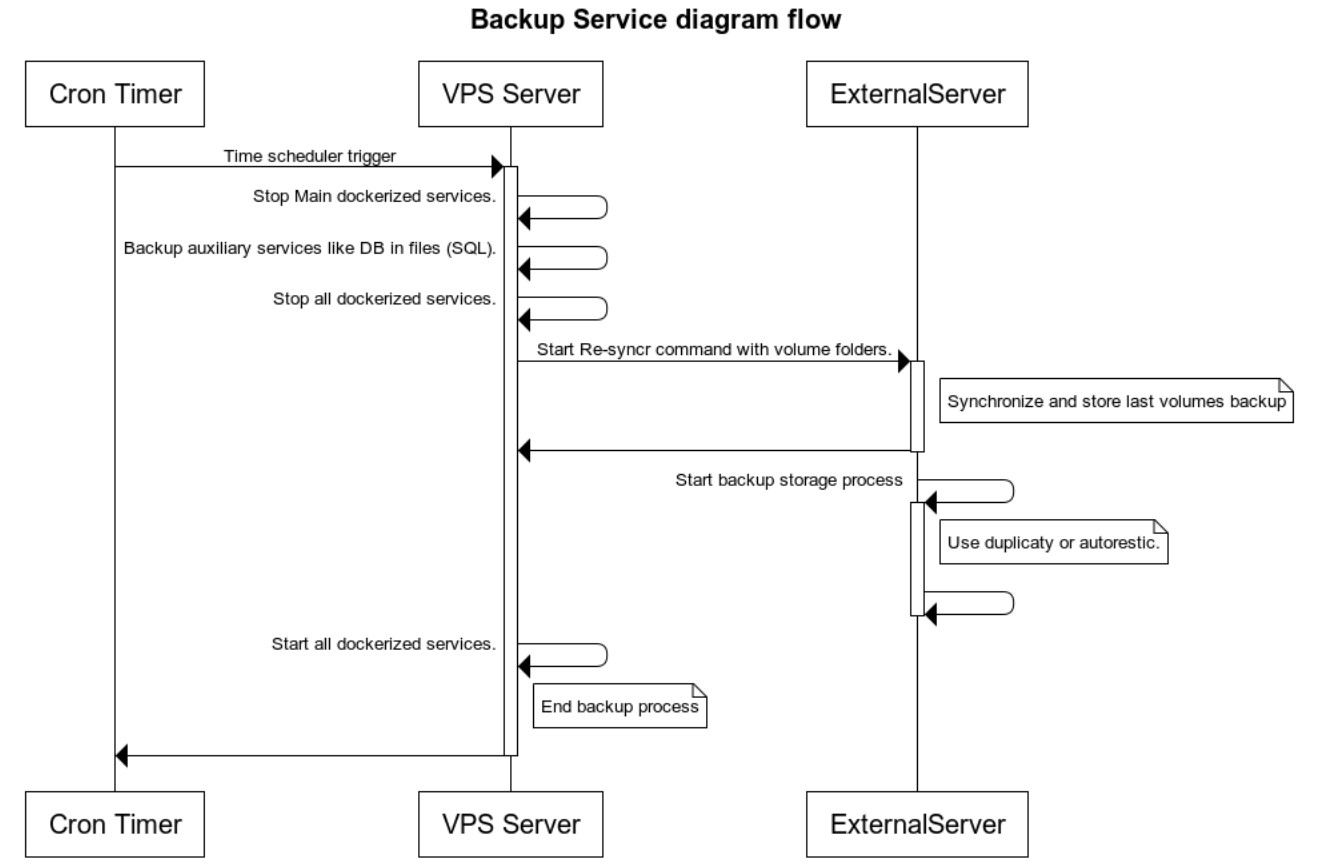 Backup Service diagram flow
Cron Timer
VPS Server
ExternalServer
Time scheduler trigger
Stop Main dockerized services.
Backup auxiliary services like DB in files (SQL).
Stop all dockerized services.
Start Re-syncr command with volume folders.
Synchronize and store last volumes backup
Start backup storage process
Use duplicaty or autorestic.
Start all dockerized services.
End backup process
Cron Timer
VPS Server
ExternalServer